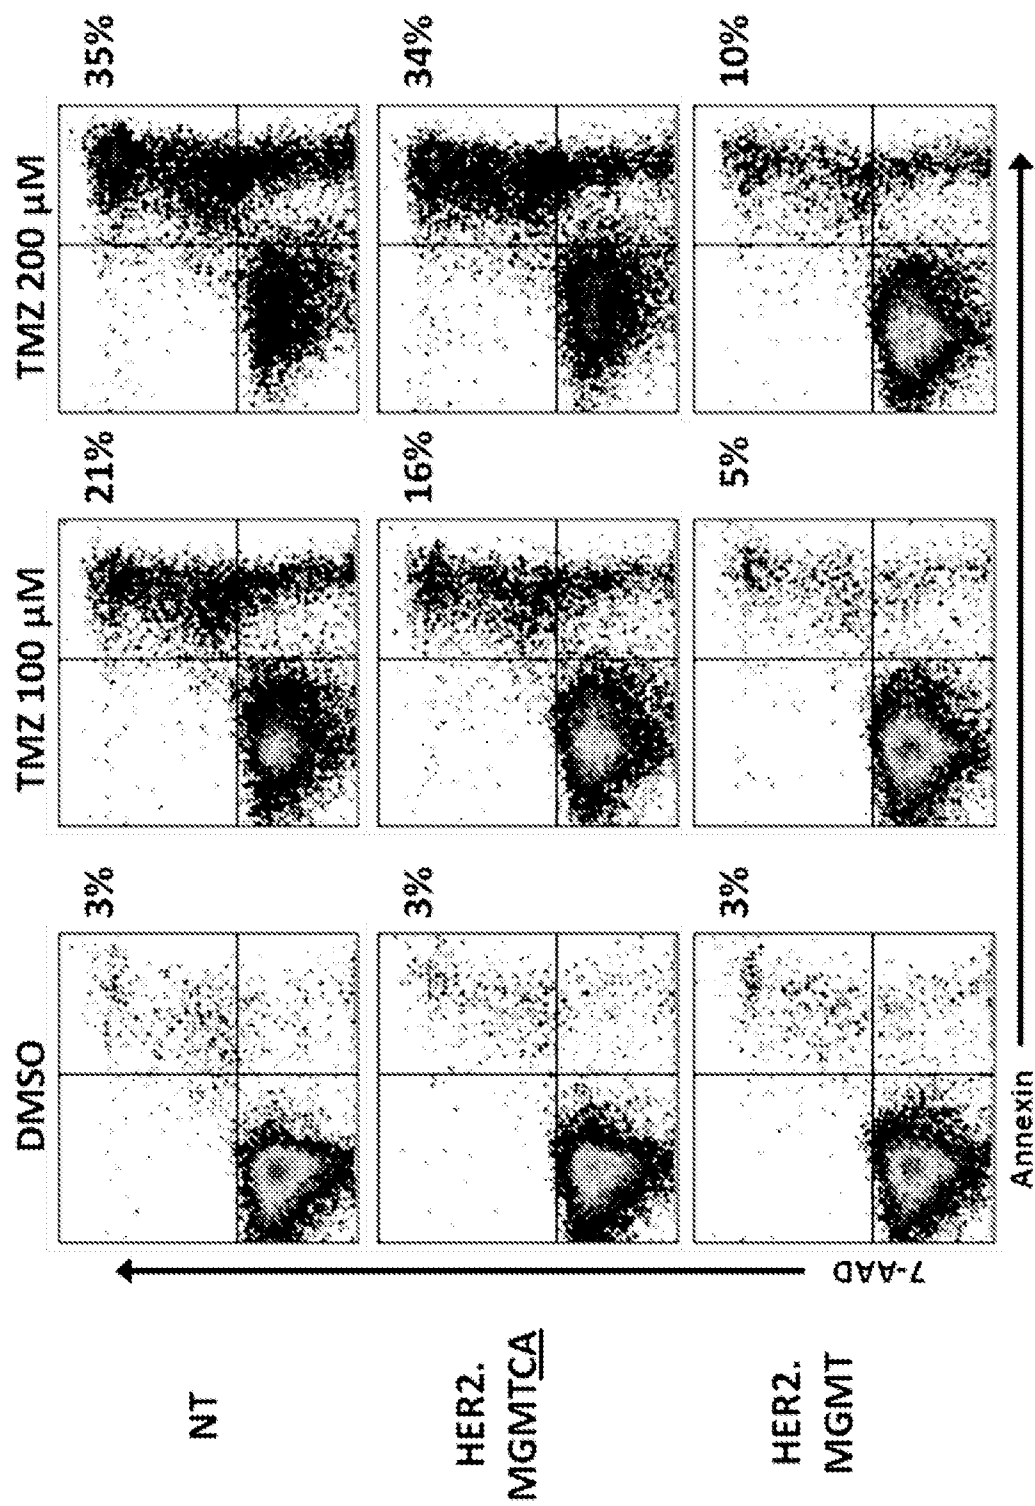 DMSO
TMZ 100 µM
TMZ 200 µM
NT
3%
21%
35%
HER2.
MGMTCA
3%
16%
34%
HER2.
MGMT
3%
5%
10%
7-AAD
Annexin